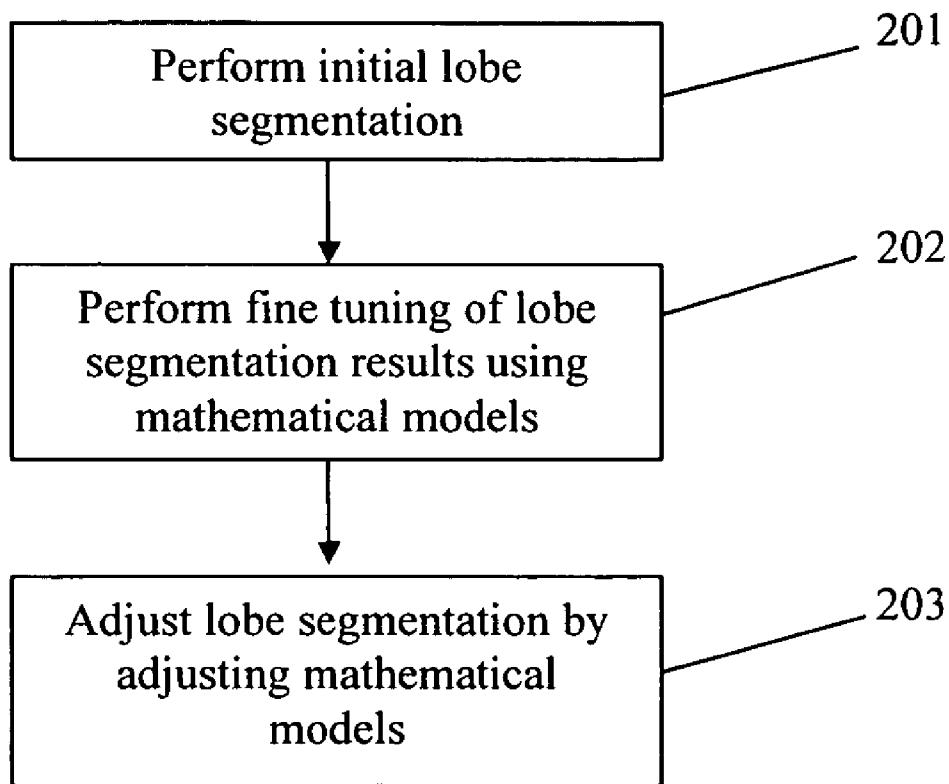 201
Perform initial lobe
segmentation
202
Perform fine tuning of lobe
segmentation results using
mathematical models
203
Adjust lobe segmentation by
adjusting mathematical
models